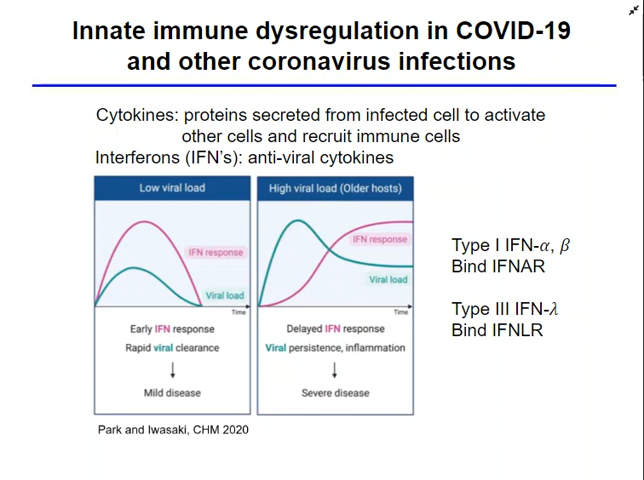 Innate immune dysregulation in COVID-19
and other coronavirus infections
Cytokines: proteins secreted from infected cell to activate
other cells and recruit immune cells
Interferons (IFN's): anti-viral cytokines
Low viral load
IFN response
Viral load
Time
Early IFN response
Rapid viral clearance
Mild disease
High viral load (Older hosts)
IFN response
Viral load
Time
Delayed IFN response
Viral persistence, inflammation
Severe disease
Type I IFN-α, β
Bind IFNAR
Type III IFN-λ
Bind IFNLR
Park and Iwasaki, CHM 2020